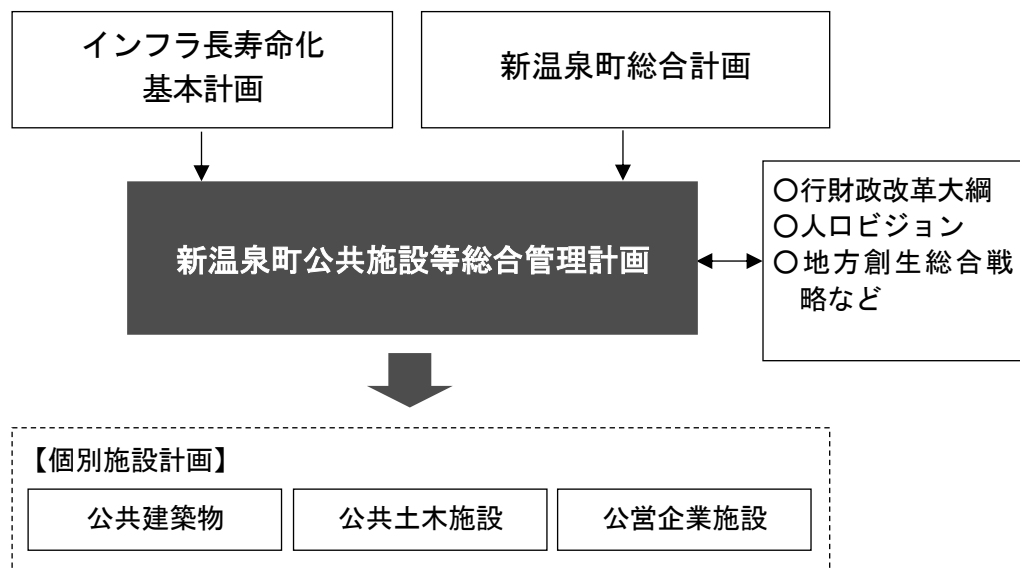 インフラ長寿命化
基本計画
新温泉町総合計画
新温泉町公共施設等総合管理計画
〇行財政改革大綱
〇人口ビジョン
〇地方創生総合戦
略など
【個別施設計画】
公共建築物
公共土木施設
公営企業施設